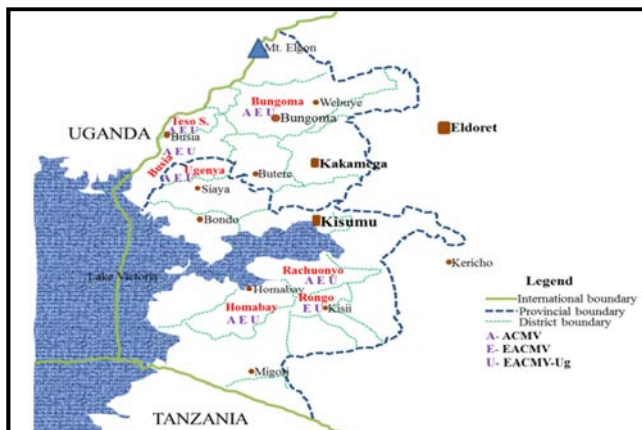 Mt. Elgon
Bungoma
Webuye
A E U
Bungoma
Teso S.
A E U
Busia
UGANDA
Eldoret
A E U
Busia
Kakamega
Ugenya
A E U
Butere
Siaya
Bondo
Kisumu
Kericho
Rachuonyo
A E U
Lake Victoria
Homabay
Rongo
E U
Kisii
Homabay
A E U
Legend
International boundary
Provincial boundary
District boundary
A- ACMV
E- EACMV
U- EACMV-Ug
Migori
TANZANIA